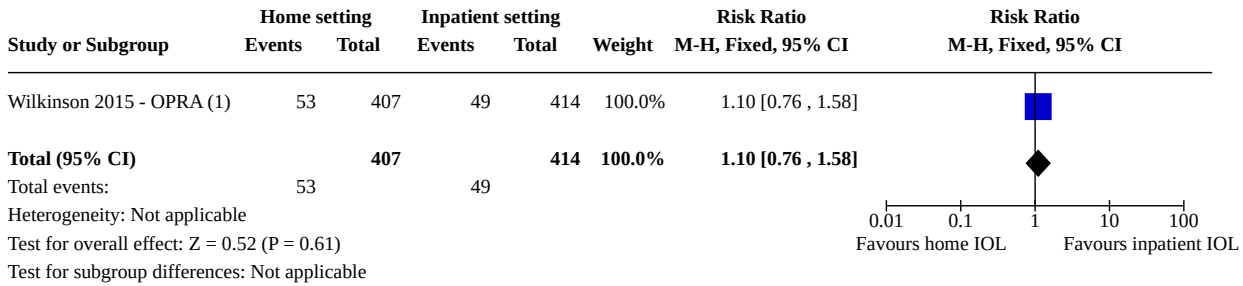 Home setting Inpatient setting Risk Ratio Risk Ratio
Study or Subgroup Events Total Events Total Weight M-H, Fixed, 95% CI M-H, Fixed, 95% CI
Wilkinson 2015 - OPRA (1) 53 407 49 414 100.0% 1.10 [0.76 , 1.58]
Total (95% CI) 407 414 100.0% 1.10 [0.76 , 1.58]
Total events: 53 49
Heterogeneity: Not applicable
0.01 0.1 1 10 100
Test for overall effect: Z = 0.52 (P = 0.61) Favours home IOL Favours inpatient IOL
Test for subgroup differences: Not applicable